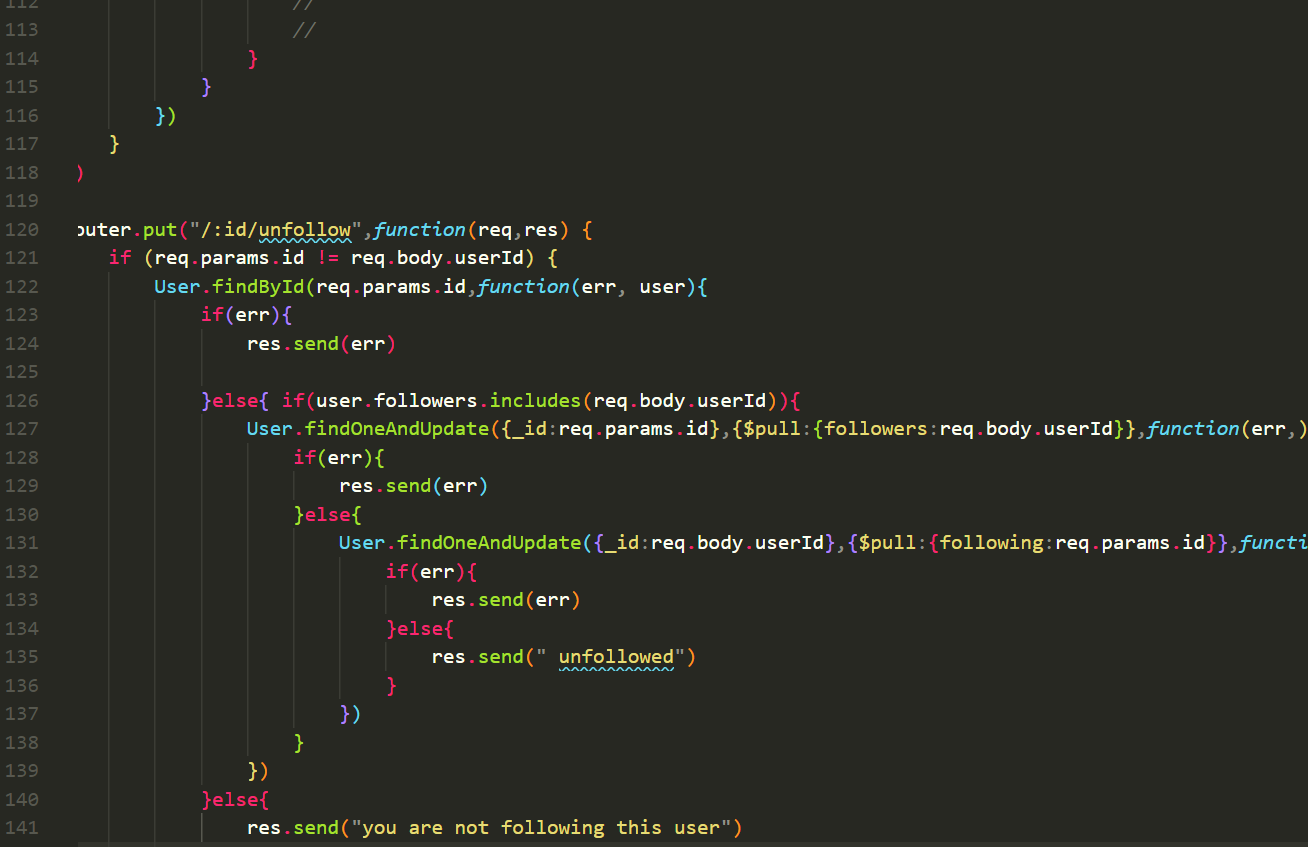 112 //
113 //
114 }
115 }
116 })
117 }
118 )
119
120 outer.put("/:id/unfollow",function(req,res) {
121 if (req.params.id != req.body.userId) {
122 User.findById(req.params.id,function(err, user){
123 if(err){
124 res.send(err)
125
126 }else{ if(user.followers.includes(req.body.userId)){
127 User.findOneAndUpdate({_id:req.params.id},{$pull:{followers:req.body.userId}},function(err,)
128 if(err){
129 res.send(err)
130 }else{
131 User.findOneAndUpdate({_id:req.body.userId},{$pull:{following:req.params.id}},functi
132 if(err){
133 res.send(err)
134 }else{
135 res.send(" unfollowed")
136 }
137 })
138 }
139 })
140 }else{
141 res.send("you are not following this user")